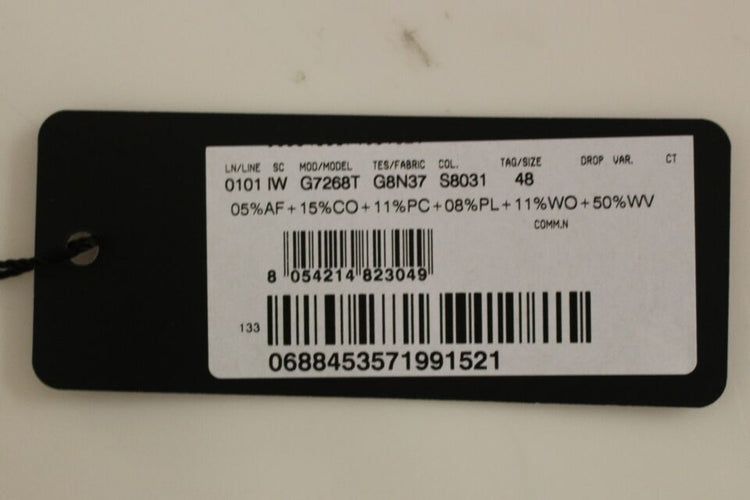 LN/LINE SC MOD/MODEL TES/FABRIC COL. TAG/SIZE DROP VAR. CT
0101 IW G7268T G8N37 S8031 48
05%AF+15%CO+11%PC+08%PL+11%WO+50%WV
COMM.N
8 054214 823049
133
0688453571991521